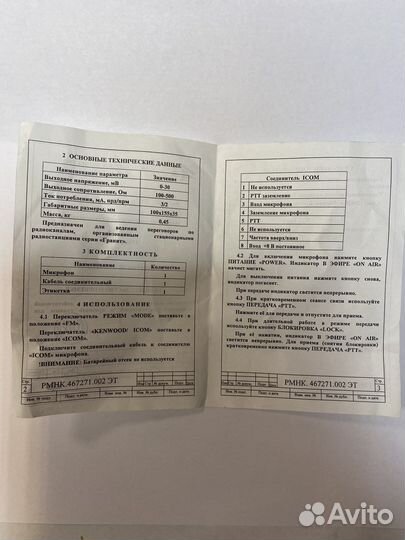 2 ОСНОВНЫЕ ТЕХНИЧЕСКИЕ ДАННЫЕ
Наименование параметра Значение
Выходное напряжение, мВ 0-30
Выходное сопротивление, Ом 100-500
Ток потребления, мА, прд/прм 3/2
Габаритные размеры, мм 100x155x35
Масса, кг 0,45
Предназначен для ведения переговоров по
радиоканалам, организованным стационарными
радиостанциями серии «Гранит».
3 КОМПЛЕКТНОСТЬ
Наименование Количество
Микрофон 1
Кабель соединительный 1
Этикетка 1
4 ИСПОЛЬЗОВАНИЕ
4.1 Переключатель РЕЖИМ «MODE» поставьте в
положение «FM».
Переключатель «KENWOOD/ ICOM» поставьте в
положение «ICOM».
Подключите соединительный кабель к соединителю
«ICOM» микрофона.
!ВНИМАНИЕ: Батарейный отсек не используется
Стр. 2
РМНК.467271.002 ЭТ
Соединитель ICOM
1 Не используется
2 PTT заземление
3 Вход микрофона
4 Заземление микрофона
5 PTT
6 Не используется
7 Частота вверх/вниз
8 Вход +8 В постоянное
4.2 Для включения микрофона нажмите кнопку
ПИТАНИЕ «POWER». Индикатор В ЭФИРЕ «ON AIR»
начнет мигать.
Для выключения питания нажмите кнопку снова,
индикатор погаснет.
При передаче индикатор светится непрерывно.
4.3 При кратковременном сеансе связи используйте
кнопку ПЕРЕДАЧА «PTT».
Нажмите её для передачи и отпустите для приема.
4.4 При длительной работе в режиме передачи
используйте кнопку БЛОКИРОВКА «LOCK».
При её нажатии, индикатор В ЭФИРЕ «ON AIR»
светится непрерывно. Для приема (снятия блокировки)
кратковременно нажмите кнопку ПЕРЕДАЧА «PTT».
РМНК.467271.002 ЭТ
Стр. 3
Avito